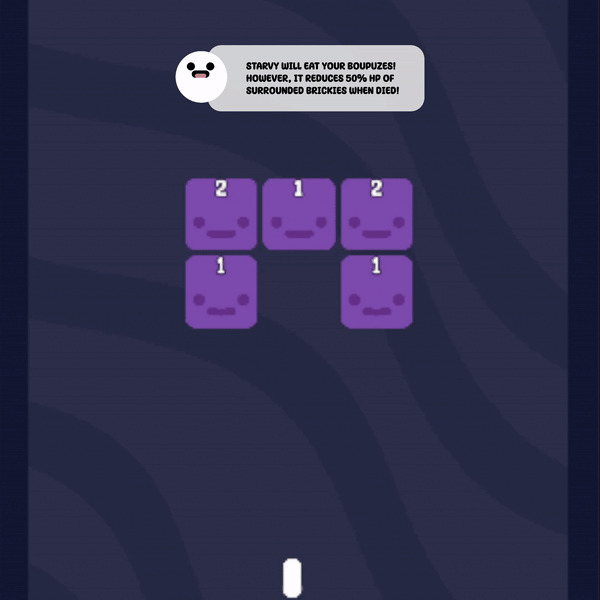 STARVY WILL EAT YOUR BOUPUZES!
HOWEVER, IT REDUCES 50% HP OF
SURROUNDED BRICKIES WHEN DIED!
2 1 2
1 1